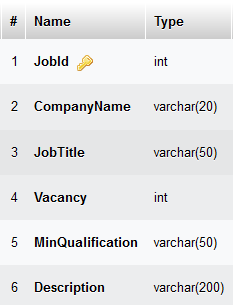 # Name Type
1 JobId int
2 CompanyName varchar(20)
3 JobTitle varchar(50)
4 Vacancy int
5 MinQualification varchar(50)
6 Description varchar(200)